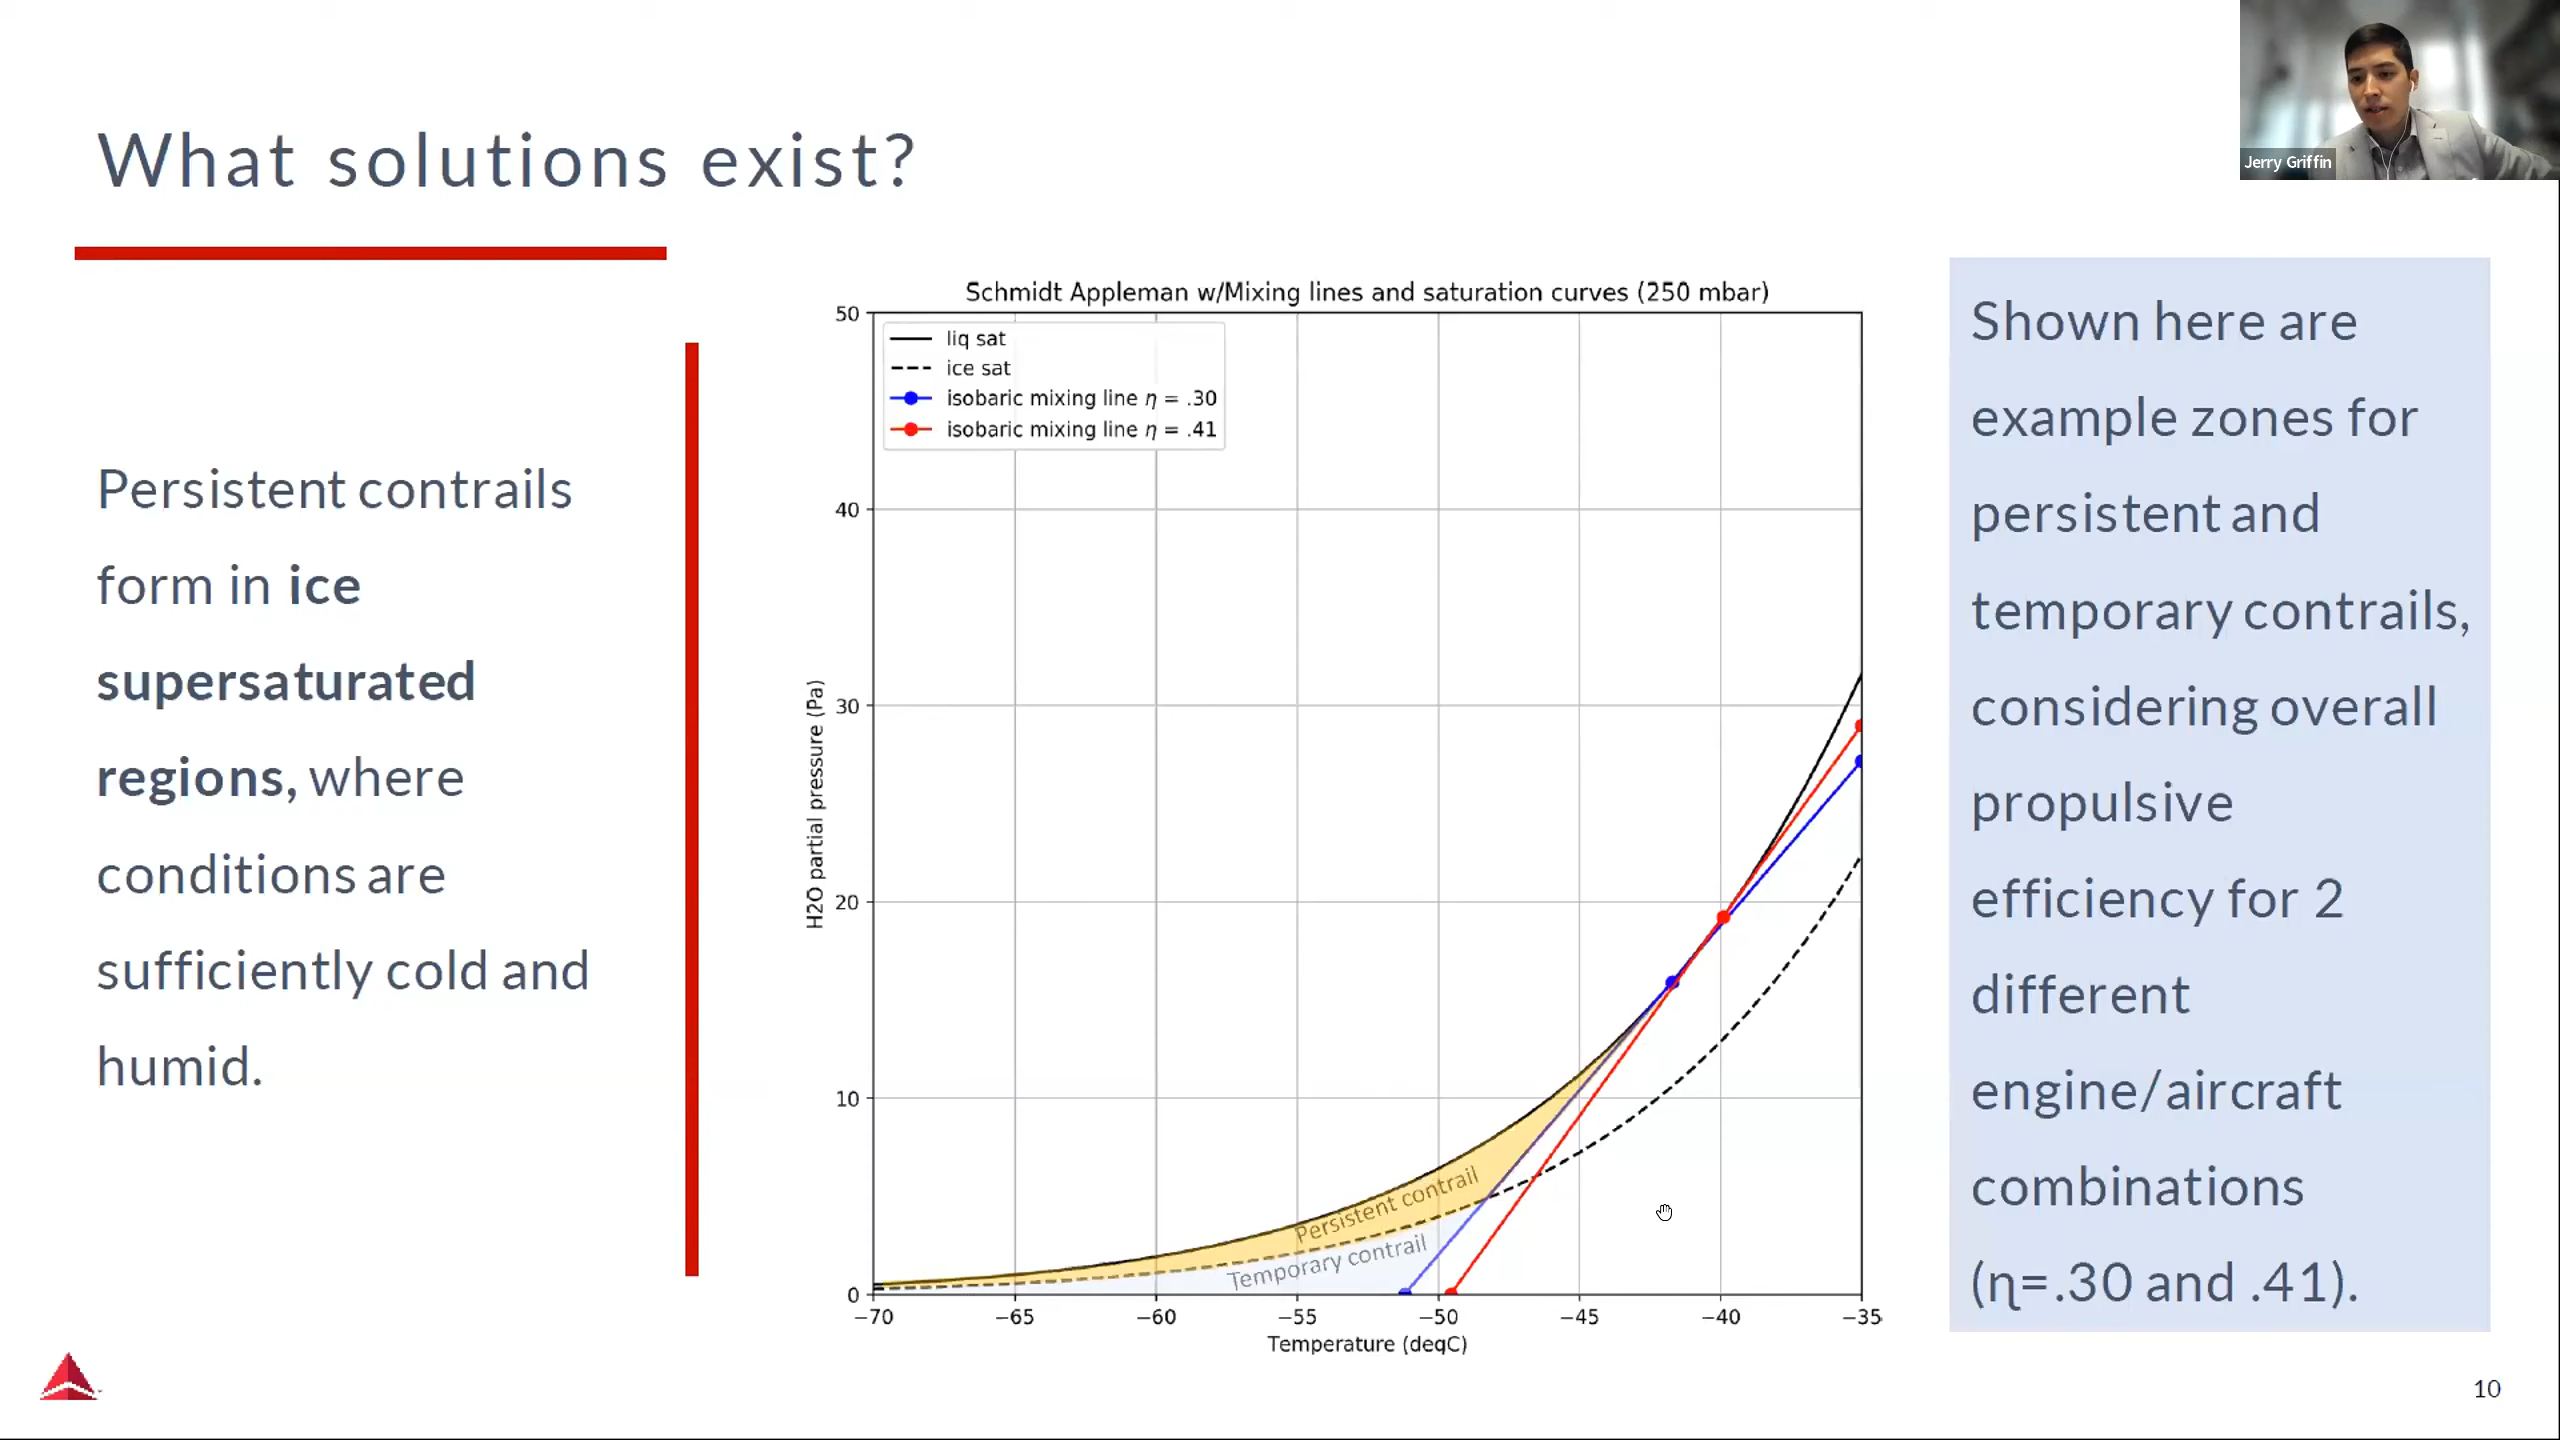 What solutions exist?
Jerry Griffin
Persistent contrails
form in ice
supersaturated
regions, where
conditions are
sufficiently cold and
humid.
Schmidt Appleman w/Mixing lines and saturation curves (250 mbar)
liq sat
ice sat
isobaric mixing line η = .30
isobaric mixing line η = .41
50
40
30
20
10
0
H2O partial pressure (Pa)
Persistent contrail
Temporary contrail
−70 −65 −60 −55 −50 −45 −40 −35
Temperature (degC)
Shown here are
example zones for
persistent and
temporary contrails,
considering overall
propulsive
efficiency for 2
different
engine/aircraft
combinations
(η=.30 and .41).
10